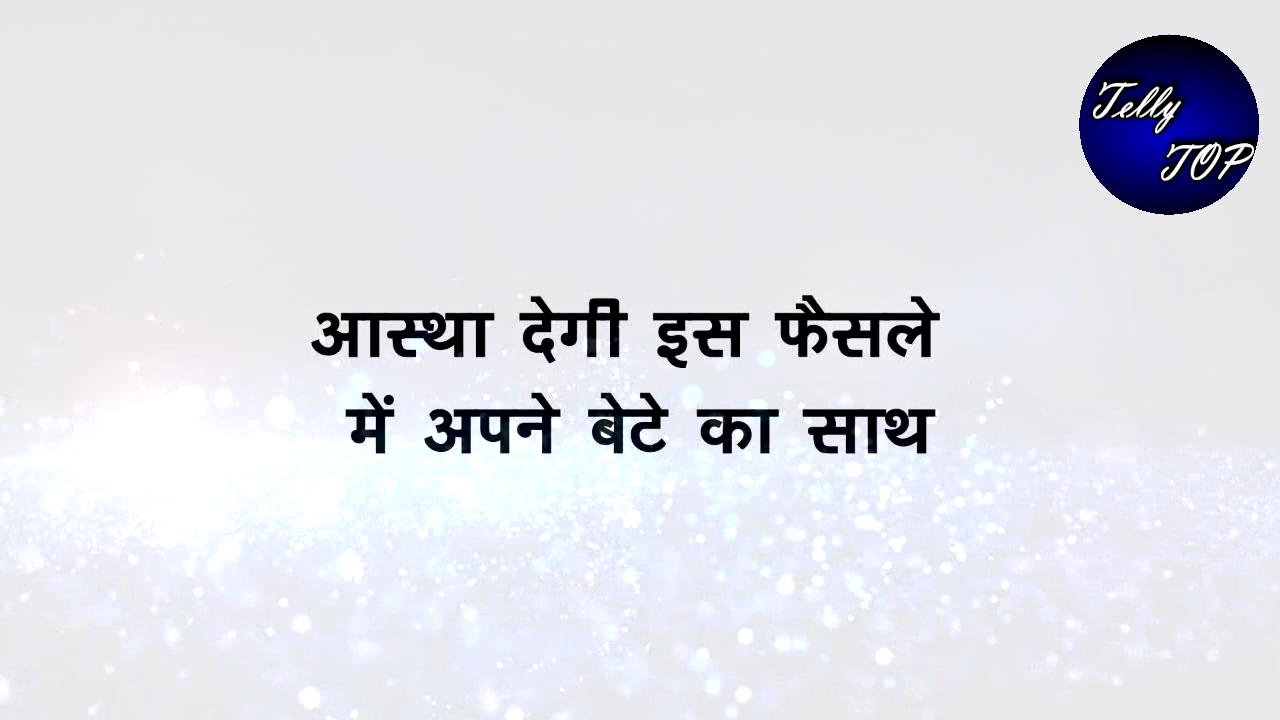 Telly
TOP
आस्था देगी इस फैसले
में अपने बेटे का साथ